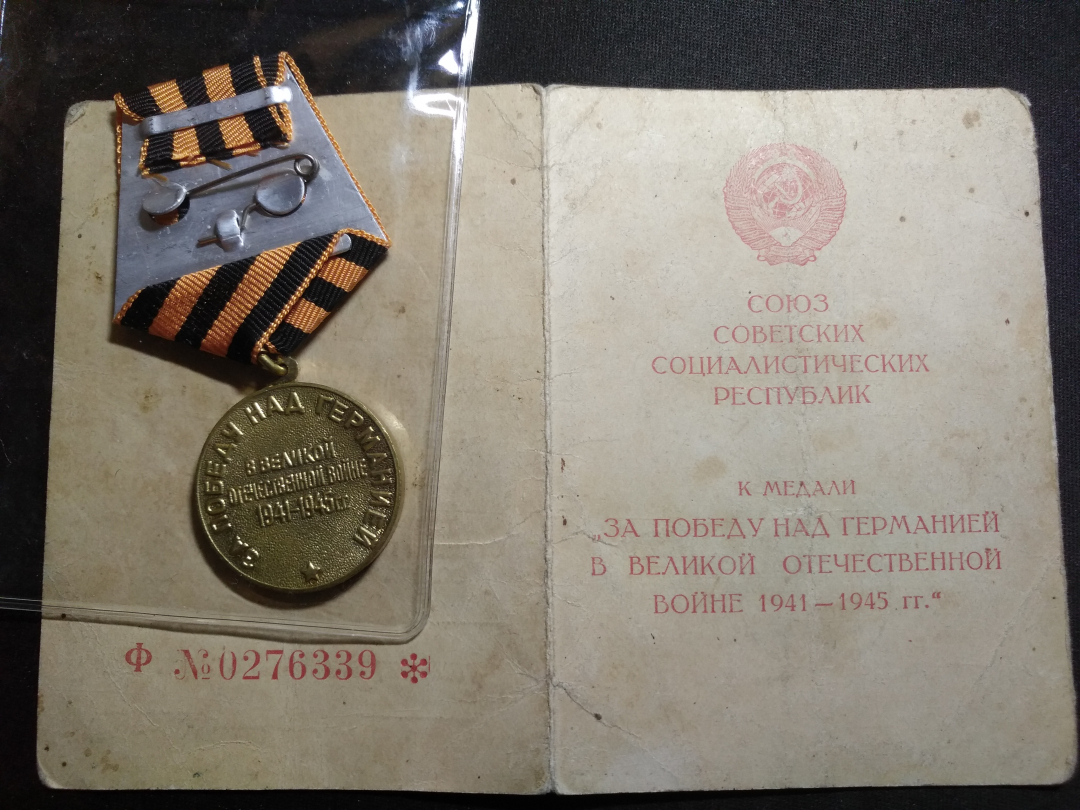 ЗА ПОБЕДУ НАД ГЕРМАНИЕЙ
В ВЕЛИКОЙ
ОТЕЧЕСТВЕННОЙ ВОЙНЕ
1941-1945 гг.
Ф №0276339 *
СОЮЗ
СОВЕТСКИХ
СОЦИАЛИСТИЧЕСКИХ
РЕСПУБЛИК
К МЕДАЛИ
„ЗА ПОБЕДУ НАД ГЕРМАНИЕЙ
В ВЕЛИКОЙ ОТЕЧЕСТВЕННОЙ
ВОЙНЕ 1941—1945 гг.“